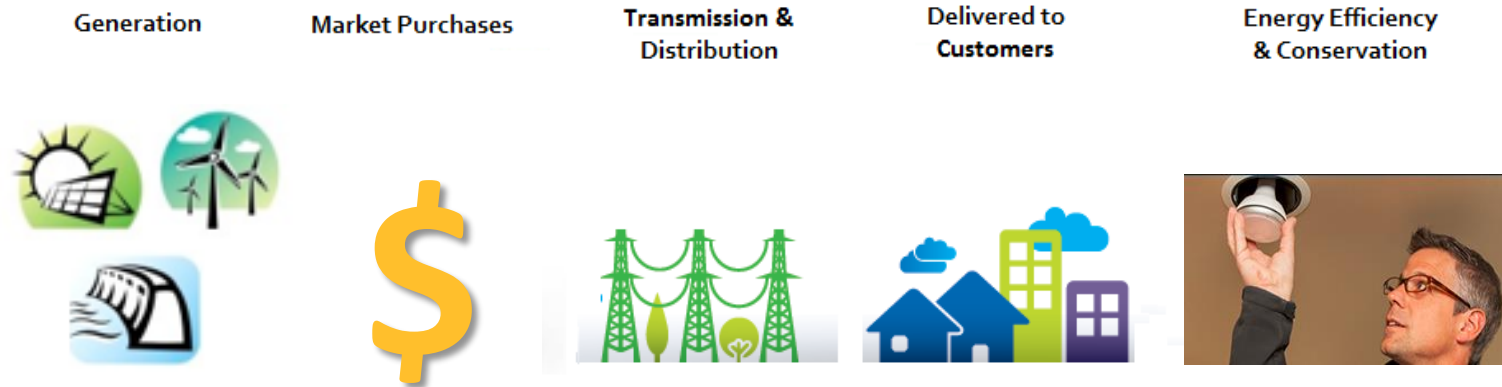 Generation
Market Purchases
Transmission &
Distribution
Delivered to
Customers
Energy Efficiency
& Conservation
$